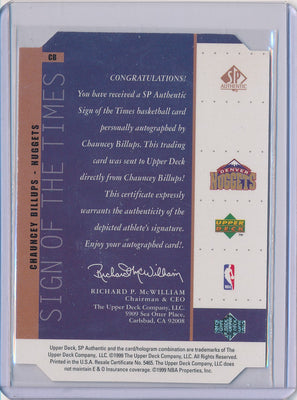 CB
CHAUNCEY BILLUPS - NUGGETS
SIGN OF THE TIMES
CONGRATULATIONS!
You have received a SP Authentic
Sign of the Times basketball card
personally autographed by
Chauncey Billups. This trading
card was sent to Upper Deck
directly from Chauncey Billups!
This certificate expressly
warrants the authenticity of the
depicted athlete's signature.
Enjoy your autographed card!.
Richard McWilliam
RICHARD P. MCWILLIAM
Chairman & CEO
The Upper Deck Company, LLC
5909 Sea Otter Place,
Carlsbad, CA 92008
SP
AUTHENTIC
DENVER
NUGGETS
UPPER
DECK
NBA
Upper Deck, SP Authentic and the card/hologram combination are trademarks of The
Upper Deck Company, LLC. ©1999 The Upper Deck Company, LLC. All Rights Reserved.
Printed in the U.S.A. Resale Certificate No. 5465. The Upper Deck Company, LLC does
not maintain E & O Insurance coverage. ©1999 NBA Properties, Inc.